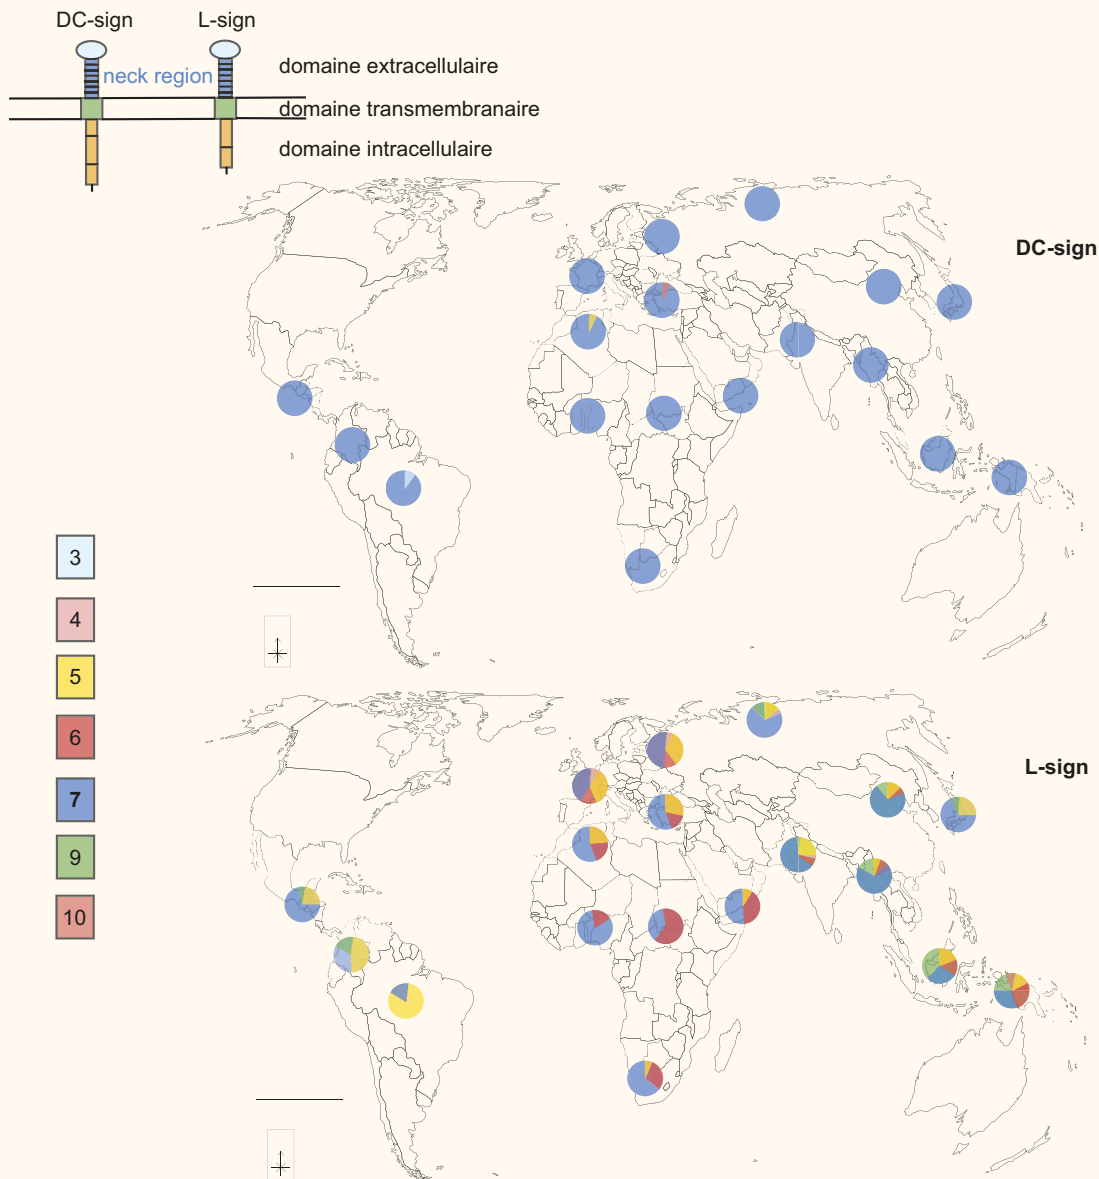 DC-sign
L-sign
neck region
domaine extracellulaire
domaine transmembranaire
domaine intracellulaire
DC-sign
3
4
5
6
7
9
10
L-sign